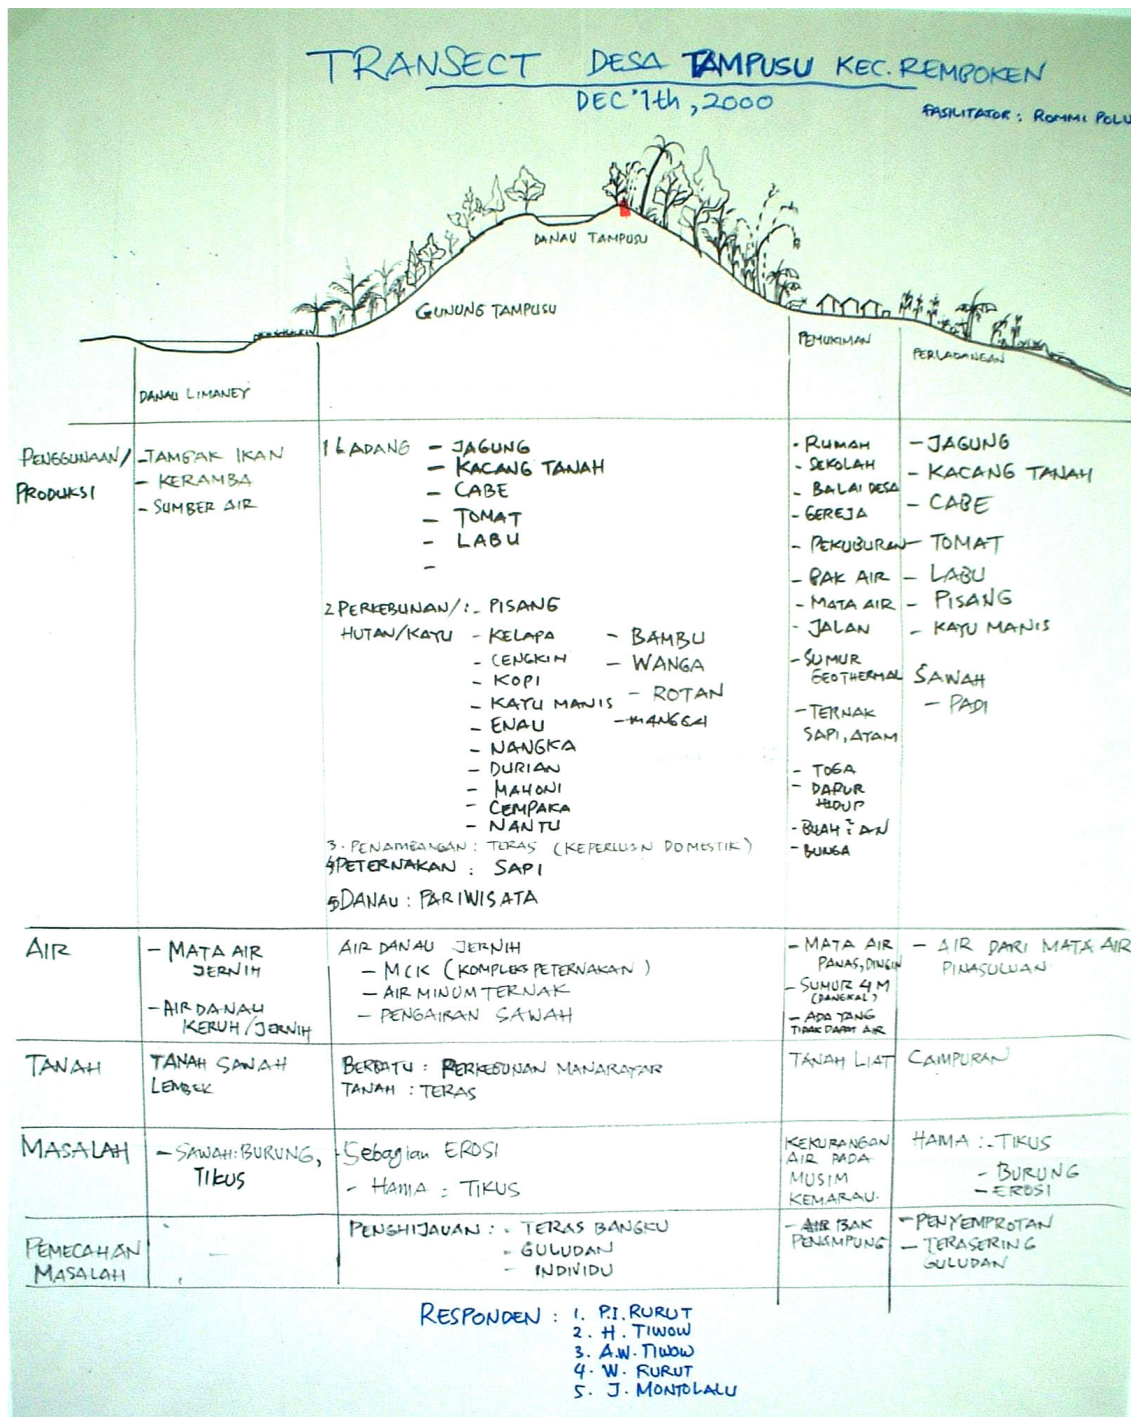 TRANSECT DESA TAMPUSU KEC. REMBOKEN
DEC '7th, 2000
FASILITATOR : ROMMI POLU
DANAU TAMPUSU
GUNUNG TAMPUSU
PEMUKIMAN
PERLADANGAN
DANAU LIMANEY
PENGGUNAAN/
PRODUKSI
- TAMBAK IKAN
- KERAMBA
- SUMBER AIR
1 LADANG - JAGUNG
- KACANG TANAH
- CABE
- TOMAT
- LABU
-
2 PERKEBUNAN/ : - PISANG
HUTAN/KAYU - KELAPA - BAMBU
- CENGKIH - WANGA
- KOPI - ROTAN
- KAYU MANIS - MANGGA
- ENAU
- NANGKA
- DURIAN
- MAHONI
- CEMPAKA
- NANTU
3. PENAMBANGAN : TERAS (KEPERLUAN DOMESTIK)
4 PETERNAKAN : SAPI
5 DANAU : PARIWISATA
- RUMAH
- SEKOLAH
- BALAI DESA
- GEREJA
- PEKUBURAN
- BAK AIR
- MATA AIR
- JALAN
- SUMUR
GEOTHERMAL
- TERNAK
SAPI, AYAM
- TOGA
- DAPUR
HIDUP
- BUAH²AN
- BUNGA
- JAGUNG
- KACANG TANAH
- CABE
- TOMAT
- LABU
- PISANG
- KAYU MANIS
SAWAH
- PADI
AIR
- MATA AIR
JERNIH
- AIR DANAU
KERUH/JERNIH
AIR DANAU JERNIH
- MCK (KOMPLEKS PETERNAKAN)
- AIR MINUM TERNAK
- PENGAIRAN SAWAH
- MATA AIR
PANAS, DINGIN
- SUMUR 4 M
(DANGKAL)
- ADA YANG
TIDAK DAPAT AIR
- AIR DARI MATA AIR
PINASULUAN
TANAH
TANAH SAWAH
LEMBEK
BERBATU : PERKEBUNAN MANARAYAR
TANAH : TERAS
TANAH LIAT
CAMPURAN
MASALAH
- SAWAH: BURUNG,
TIKUS
- Sebagian EROSI
- HAMA : TIKUS
KEKURANGAN
AIR PADA
MUSIM
KEMARAU.
HAMA : - TIKUS
- BURUNG
- EROSI
PEMECAHAN
MASALAH
-
PENGHIJAUAN : - TERAS BANGKU
- GULUDAN
- INDIVIDU
- AIR BAK
PENAMPUNG
- PENYEMPROTAN
- TERASERING
GULUDAN
RESPONDEN : 1. P.I. RURUT
2. H. TIWOW
3. A.W. TIWOW
4. W. RURUT
5. J. MONTOLALU